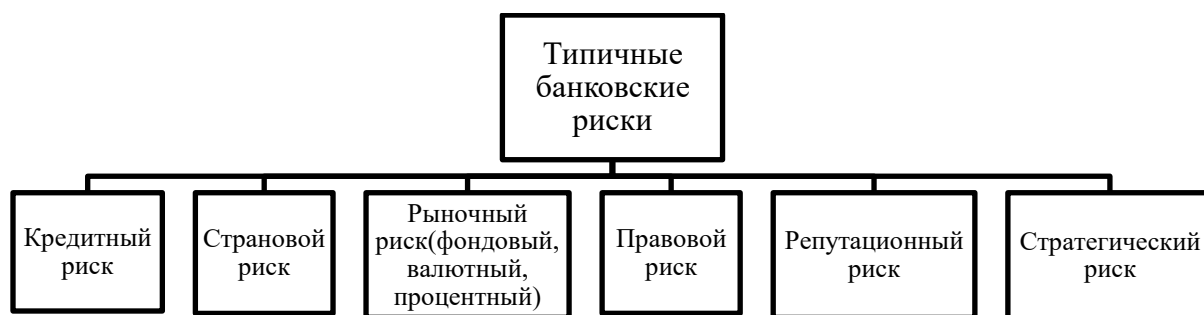 Типичные
банковские
риски
Кредитный
риск
Страновой
риск
Рыночный
риск(фондовый,
валютный,
процентный)
Правовой
риск
Репутационный
риск
Стратегический
риск